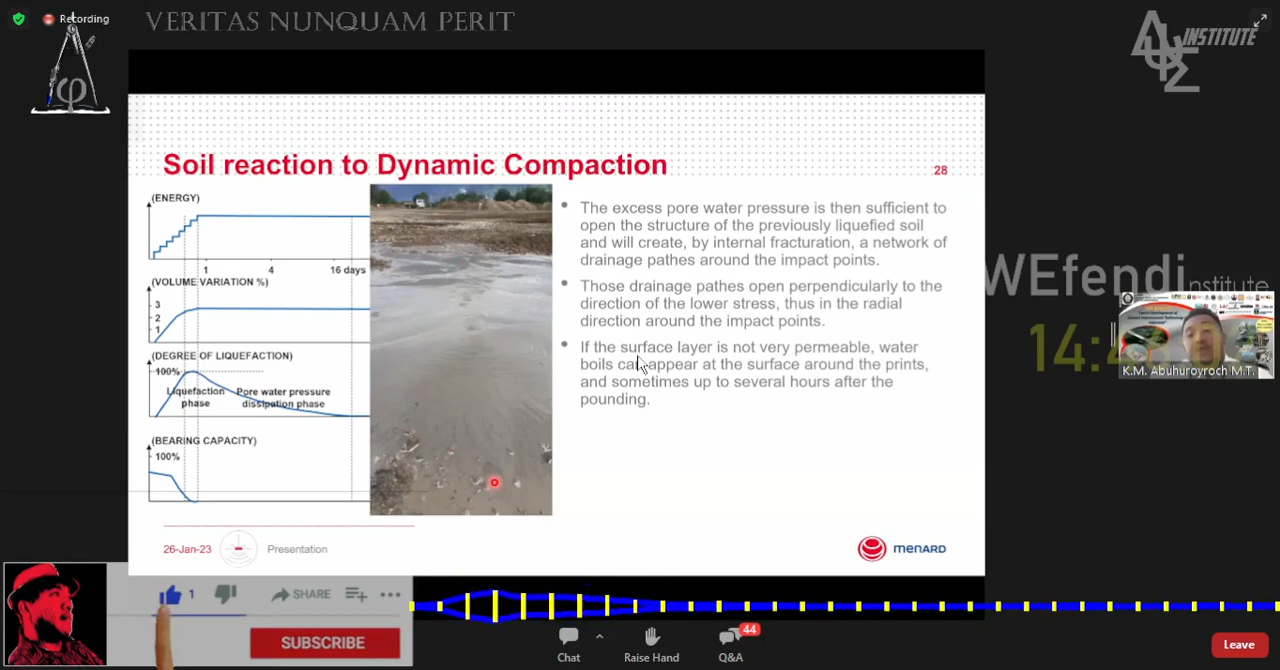 Recording
VERITAS NUNQUAM PERIT
INSTITUTE
φ
Soil reaction to Dynamic Compaction
28
(ENERGY)
1 4 16 days
(VOLUME VARIATION %)
3
2
1
(DEGREE OF LIQUEFACTION)
100%
Liquefaction
phase
Pore water pressure
dissipation phase
(BEARING CAPACITY)
100%
The excess pore water pressure is then sufficient to
open the structure of the previously liquefied soil
and will create, by internal fracturation, a network of
drainage pathes around the impact points.
Those drainage pathes open perpendicularly to the
direction of the lower stress, thus in the radial
direction around the impact points.
If the surface layer is not very permeable, water
boils can appear at the surface around the prints,
and sometimes up to several hours after the
pounding.
WEfendi
nstitute
K.M. Abuhuroyroch M.T.
26-Jan-23
Presentation
MENARD
1
SHARE
SUBSCRIBE
Chat
Raise Hand
44
Q&A
Leave